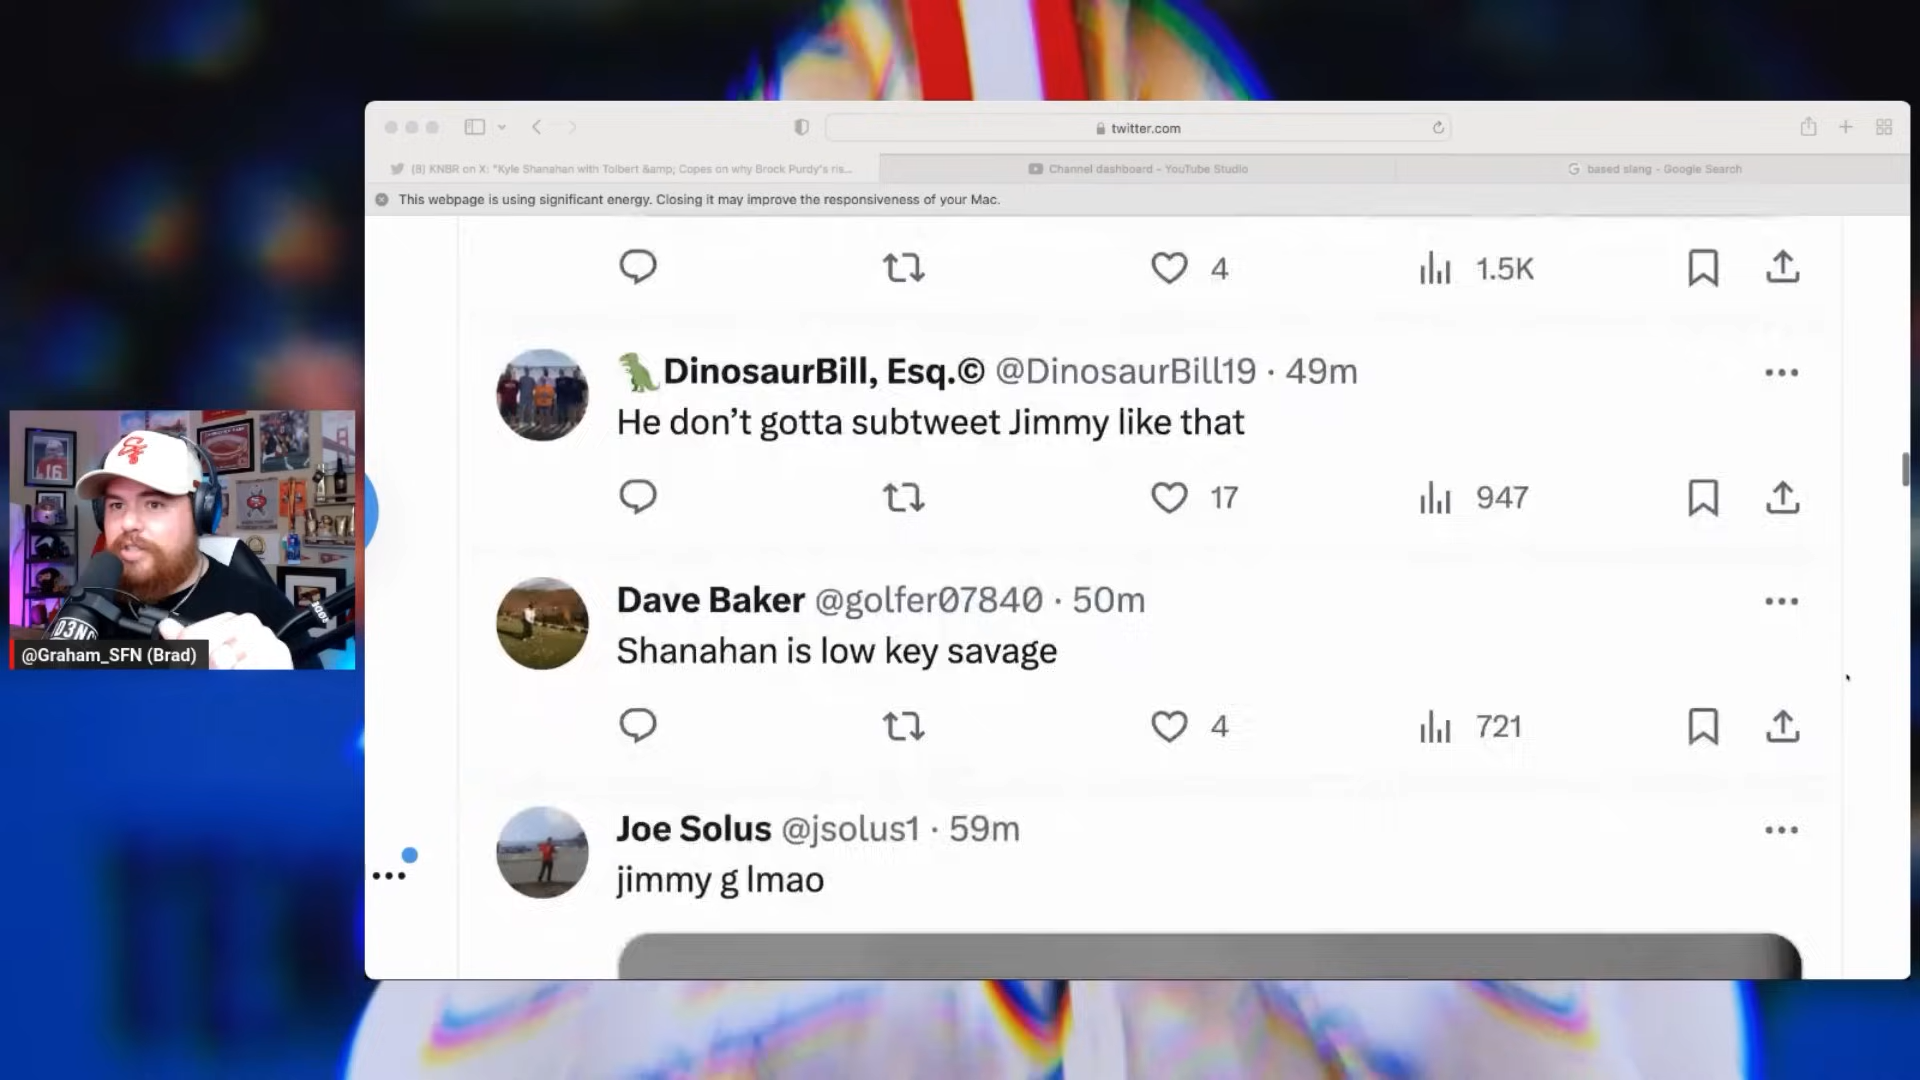 twitter.com
(8) KNBR on X: "Kyle Shanahan with Tolbert &amp; Copes on why Brock Purdy's ris...
Channel dashboard - YouTube Studio
based slang - Google Search
This webpage is using significant energy. Closing it may improve the responsiveness of your Mac.
4 1.5K
DinosaurBill, Esq.© @DinosaurBill19 · 49m
He don’t gotta subtweet Jimmy like that
17 947
Dave Baker @golfer07840 · 50m
Shanahan is low key savage
4 721
Joe Solus @jsolus1 · 59m
jimmy g lmao
16
@Graham_SFN (Brad)